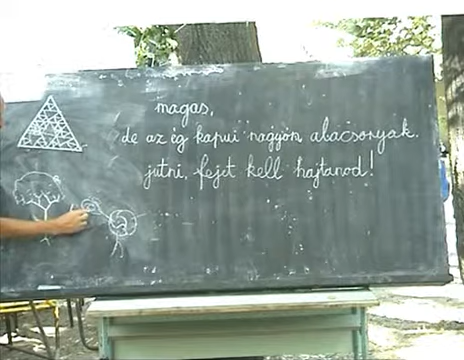 magas,
de az ég kapui nagyon alacsonyak.
jutni, fejet kell hajtanod!